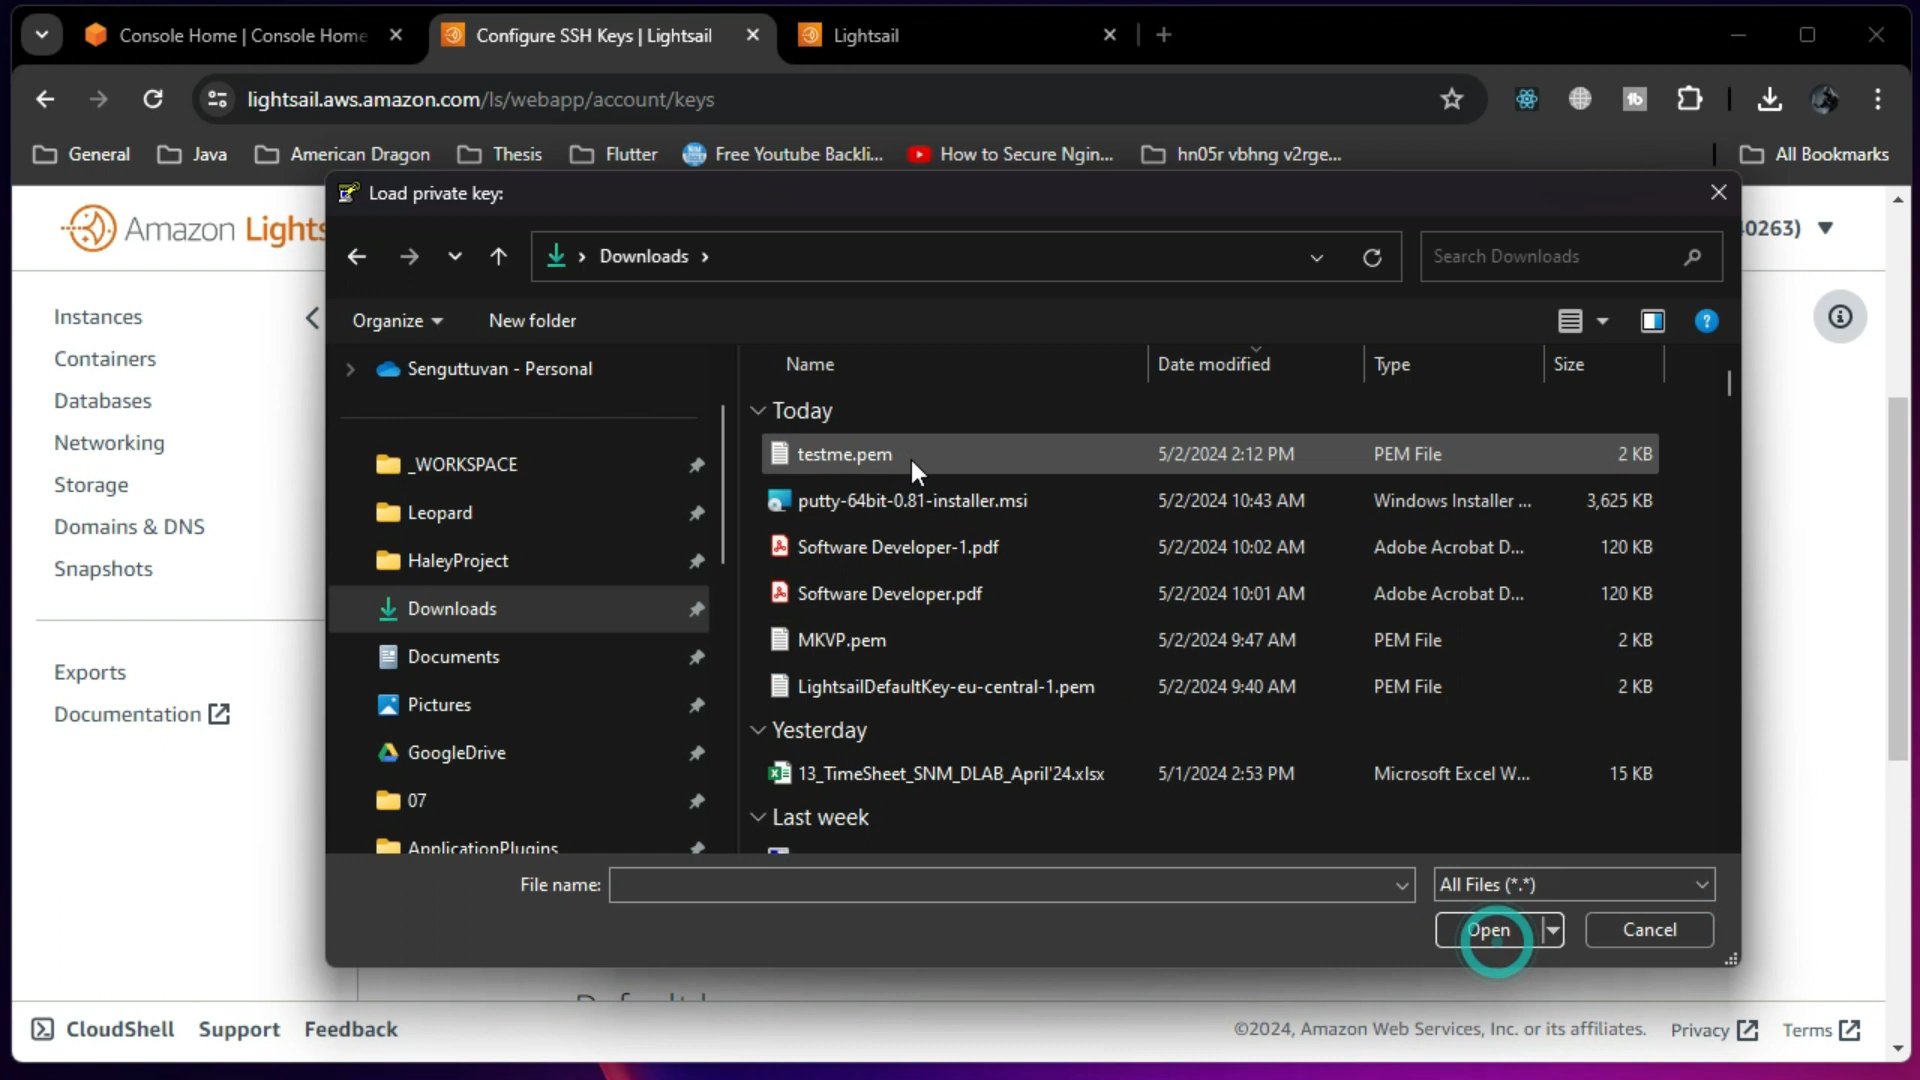 Console Home | Console Home
Configure SSH Keys | Lightsail
Lightsail
lightsail.aws.amazon.com/ls/webapp/account/keys
General
Java
American Dragon
Thesis
Flutter
Free Youtube Backli...
How to Secure Ngin...
hn05r vbhng v2rge...
All Bookmarks
Load private key:
Amazon Lights
0263)
Downloads
Search Downloads
Organize
New folder
Instances
Containers
Databases
Networking
Storage
Domains & DNS
Snapshots
Exports
Documentation
Senguttuvan - Personal
_WORKSPACE
Leopard
HaleyProject
Downloads
Documents
Pictures
GoogleDrive
07
ApplicationPlugins
Name Date modified Type Size
Today
testme.pem 5/2/2024 2:12 PM PEM File 2 KB
putty-64bit-0.81-installer.msi 5/2/2024 10:43 AM Windows Installer ... 3,625 KB
Software Developer-1.pdf 5/2/2024 10:02 AM Adobe Acrobat D... 120 KB
Software Developer.pdf 5/2/2024 10:01 AM Adobe Acrobat D... 120 KB
MKVP.pem 5/2/2024 9:47 AM PEM File 2 KB
LightsailDefaultKey-eu-central-1.pem 5/2/2024 9:40 AM PEM File 2 KB
Yesterday
13_TimeSheet_SNM_DLAB_April'24.xlsx 5/1/2024 2:53 PM Microsoft Excel W... 15 KB
Last week
File name:
All Files (*.*)
Open
Cancel
CloudShell
Support
Feedback
©2024, Amazon Web Services, Inc. or its affiliates.
Privacy
Terms